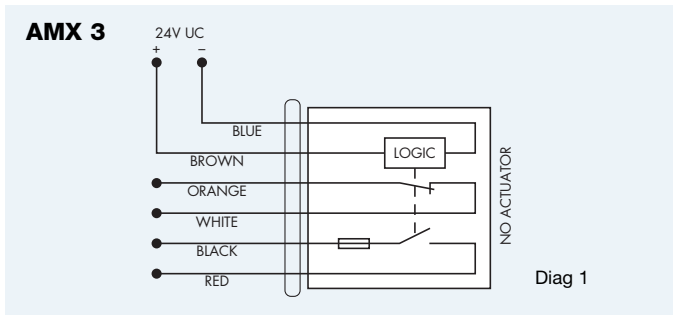 AMX 3
24V UC
+ –
BLUE
BROWN
LOGIC
ORANGE
WHITE
BLACK
RED
NO ACTUATOR
Diag 1